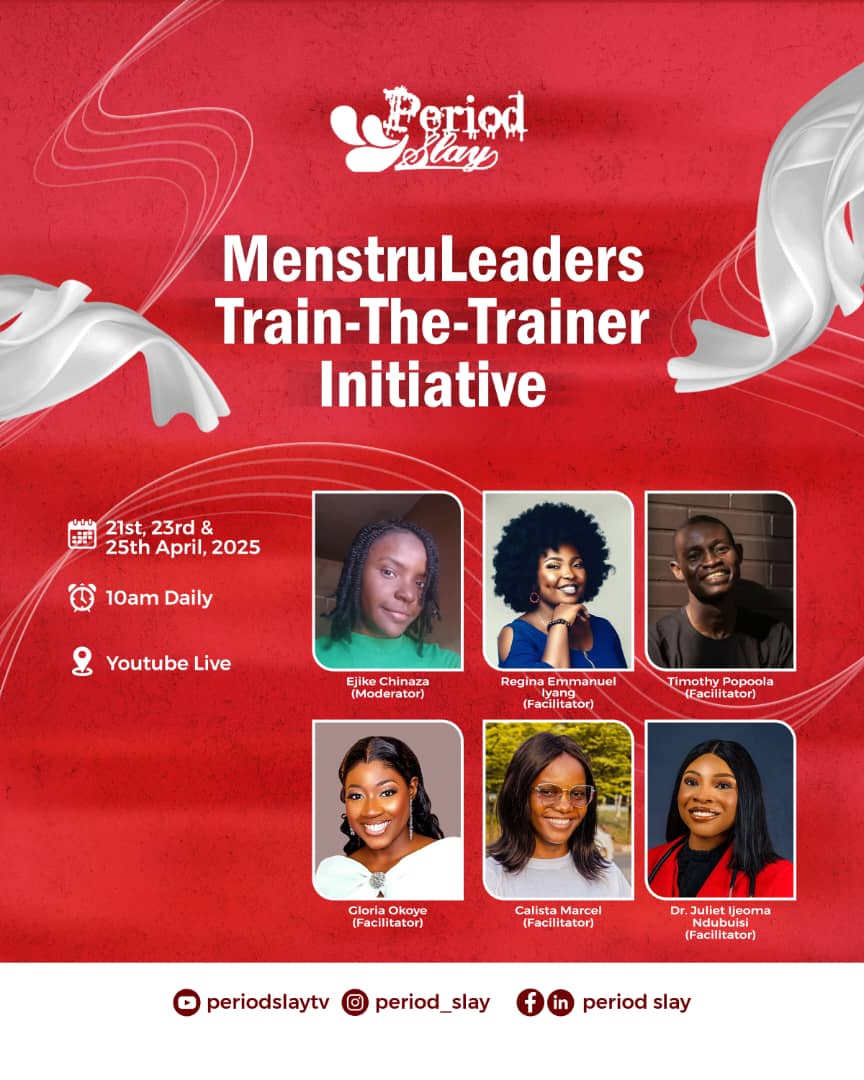 Period
Slay
MenstruLeaders
Train-The-Trainer
Initiative
21st, 23rd &
25th April, 2025
10am Daily
Youtube Live
Ejike Chinaza
(Moderator)
Regina Emmanuel
Iyang
(Facilitator)
Timothy Popoola
(Facilitator)
Gloria Okoye
(Facilitator)
Calista Marcel
(Facilitator)
Dr. Juliet Ijeoma
Ndubuisi
(Facilitator)
periodslaytv
period_slay
period slay